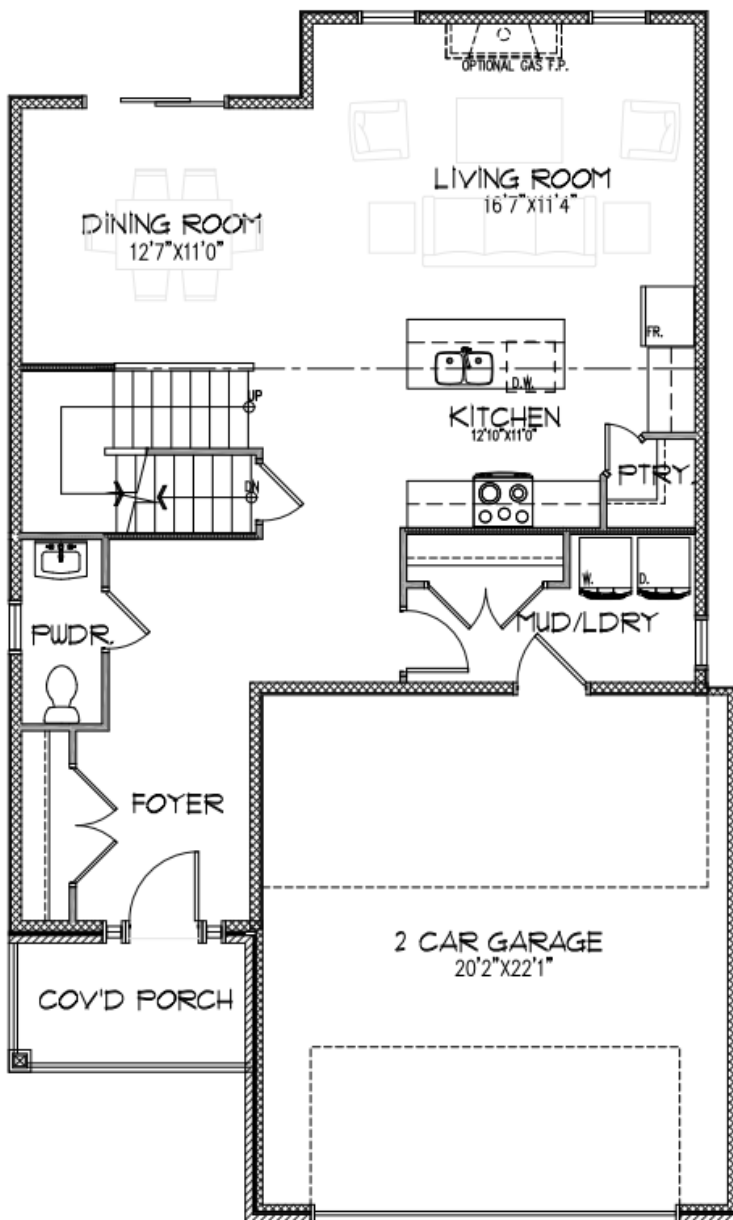 OPTIONAL GAS F.P.
LIVING ROOM
16'7"X11'4"
DINING ROOM
12'7"X11'0"
FR.
D.W.
UP
KITCHEN
12'10"X11'0"
PTRY.
DN
W.
D.
MUD/LDRY
PWDR.
FOYER
2 CAR GARAGE
20'2"X22'1"
COV'D PORCH